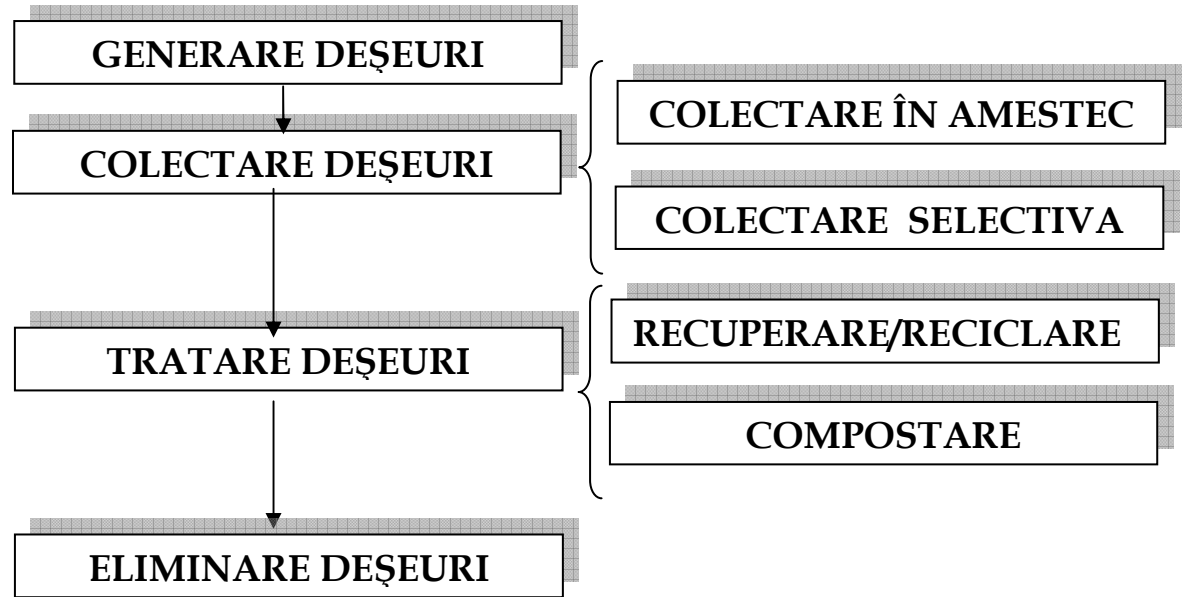 GENERARE DEŞEURI
COLECTARE DEŞEURI
COLECTARE ÎN AMESTEC
COLECTARE SELECTIVA
TRATARE DEŞEURI
RECUPERARE/RECICLARE
COMPOSTARE
ELIMINARE DEŞEURI